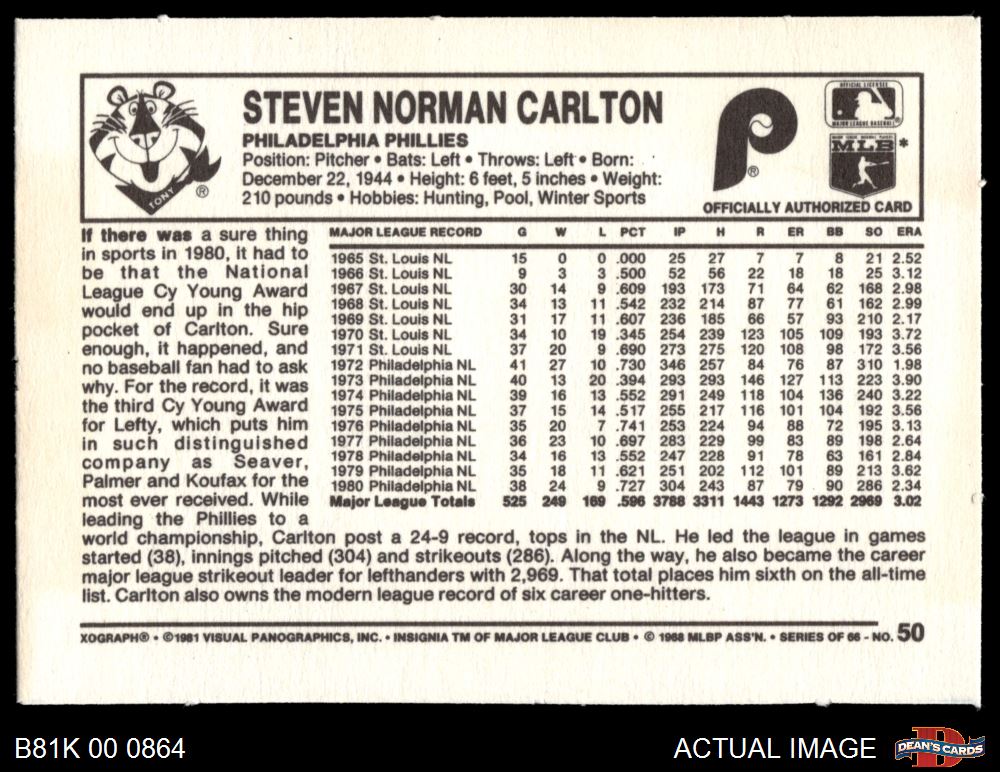 STEVEN NORMAN CARLTON
PHILADELPHIA PHILLIES
Position: Pitcher • Bats: Left • Throws: Left • Born:
December 22, 1944 • Height: 6 feet, 5 inches • Weight:
210 pounds • Hobbies: Hunting, Pool, Winter Sports
TONY ®
P ®
OFFICIAL LICENSEE
MAJOR LEAGUE BASEBALL ®
MAJOR LEAGUE BASEBALL PLAYERS
MLB *
OFFICIALLY AUTHORIZED CARD
If there was a sure thing
in sports in 1980, it had to
be that the National
League Cy Young Award
would end up in the hip
pocket of Carlton. Sure
enough, it happened, and
no baseball fan had to ask
why. For the record, it was
the third Cy Young Award
for Lefty, which puts him
in such distinguished
company as Seaver,
Palmer and Koufax for the
most ever received. While
leading the Phillies to a
world championship, Carlton post a 24-9 record, tops in the NL. He led the league in games
started (38), innings pitched (304) and strikeouts (286). Along the way, he also became the career
major league strikeout leader for lefthanders with 2,969. That total places him sixth on the all-time
list. Carlton also owns the modern league record of six career one-hitters.
MAJOR LEAGUE RECORD G W L PCT IP H R ER BB SO ERA
1965 St. Louis NL 15 0 0 .000 25 27 7 7 8 21 2.52
1966 St. Louis NL 9 3 3 .500 52 56 22 18 18 25 3.12
1967 St. Louis NL 30 14 9 .609 193 173 71 64 62 168 2.98
1968 St. Louis NL 34 13 11 .542 232 214 87 77 61 162 2.99
1969 St. Louis NL 31 17 11 .607 236 185 66 57 93 210 2.17
1970 St. Louis NL 34 10 19 .345 254 239 123 105 109 193 3.72
1971 St. Louis NL 37 20 9 .690 273 275 120 108 98 172 3.56
1972 Philadelphia NL 41 27 10 .730 346 257 84 76 87 310 1.98
1973 Philadelphia NL 40 13 20 .394 293 293 146 127 113 223 3.90
1974 Philadelphia NL 39 16 13 .552 291 249 118 104 136 240 3.22
1975 Philadelphia NL 37 15 14 .517 255 217 116 101 104 192 3.56
1976 Philadelphia NL 35 20 7 .741 253 224 94 88 72 195 3.13
1977 Philadelphia NL 36 23 10 .697 283 229 99 83 89 198 2.64
1978 Philadelphia NL 34 16 13 .552 247 228 91 78 63 161 2.84
1979 Philadelphia NL 35 18 11 .621 251 202 112 101 89 213 3.62
1980 Philadelphia NL 38 24 9 .727 304 243 87 79 90 286 2.34
Major League Totals 525 249 169 .596 3788 3311 1443 1273 1292 2969 3.02
XOGRAPH® • ©1981 VISUAL PANOGRAPHICS, INC. • INSIGNIA TM OF MAJOR LEAGUE CLUB • © 1968 MLBP ASS'N. • SERIES OF 66 - NO. 50
B81K 00 0864
ACTUAL IMAGE
D
DEAN'S CARDS